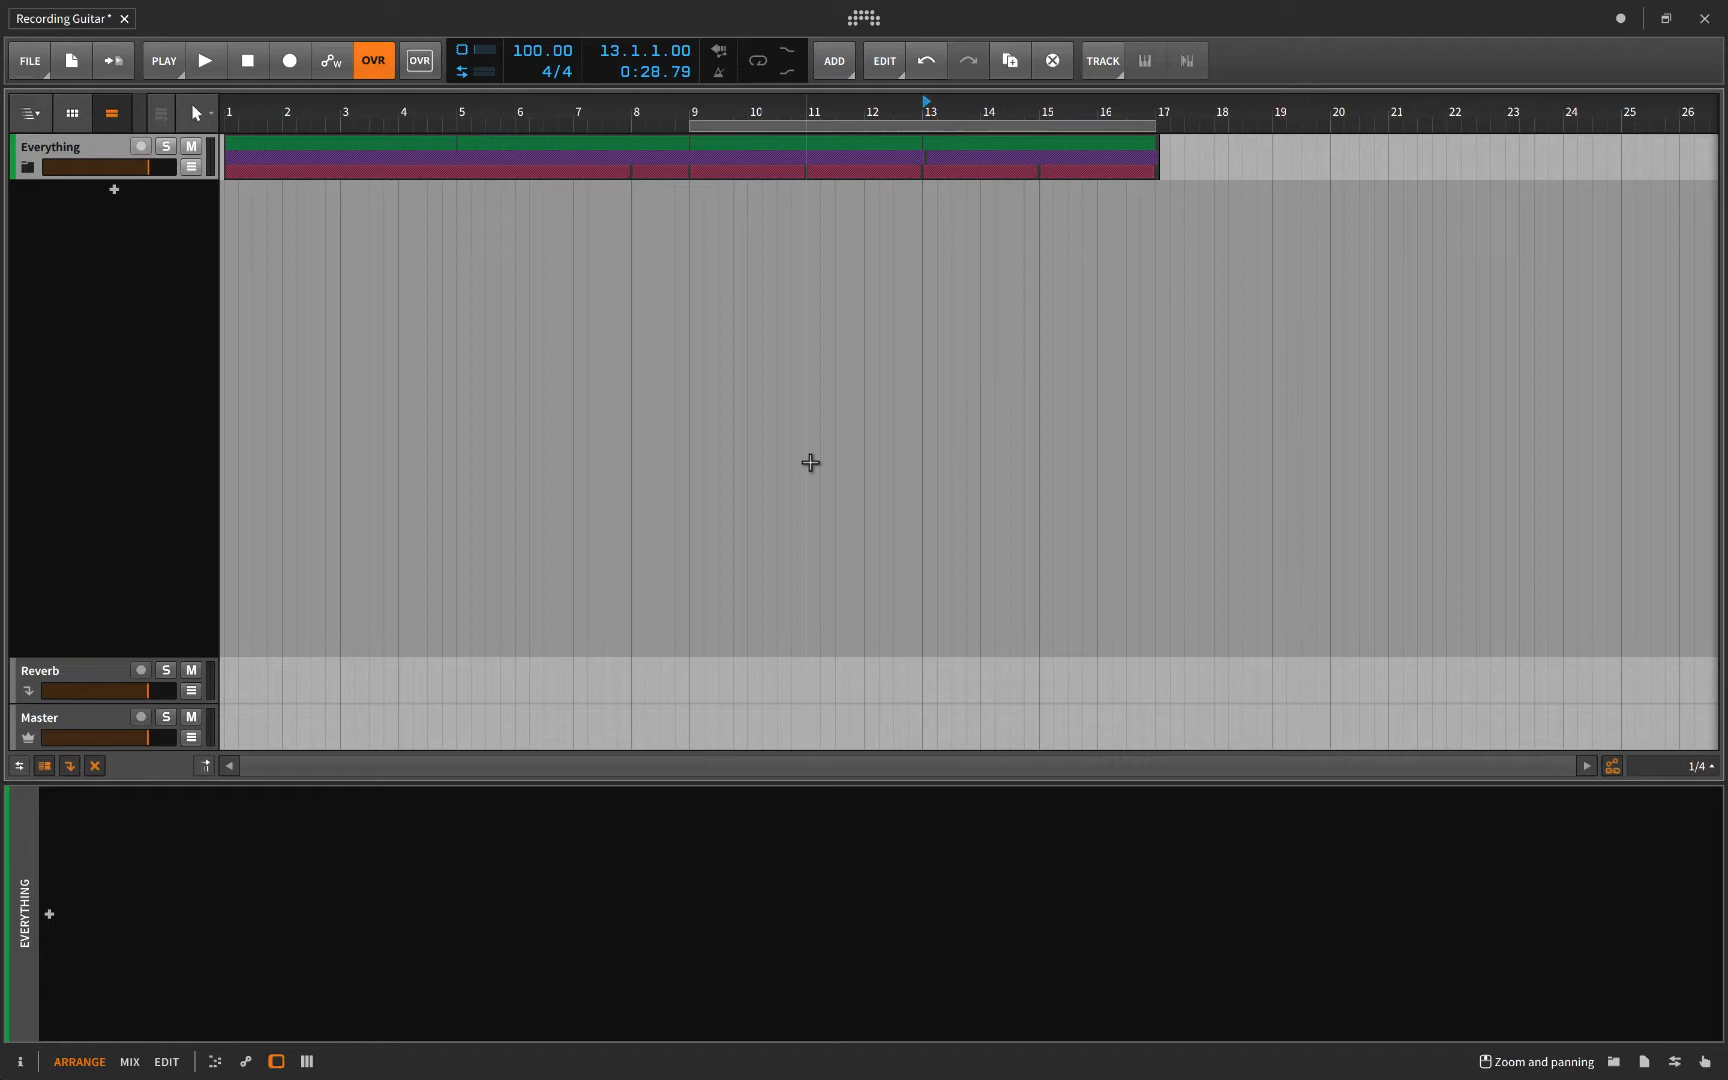 Recording Guitar *
FILE
PLAY
OVR
OVR
100.00
4/4
13.1.1.00
0:28.79
ADD
EDIT
TRACK
1 2 3 4 5 6 7 8 9 10 11 12 13 14 15 16 17 18 19 20 21 22 23 24 25 26
Everything
S M
Reverb
S M
Master
S M
1/4
EVERYTHING
i
ARRANGE
MIX
EDIT
Zoom and panning